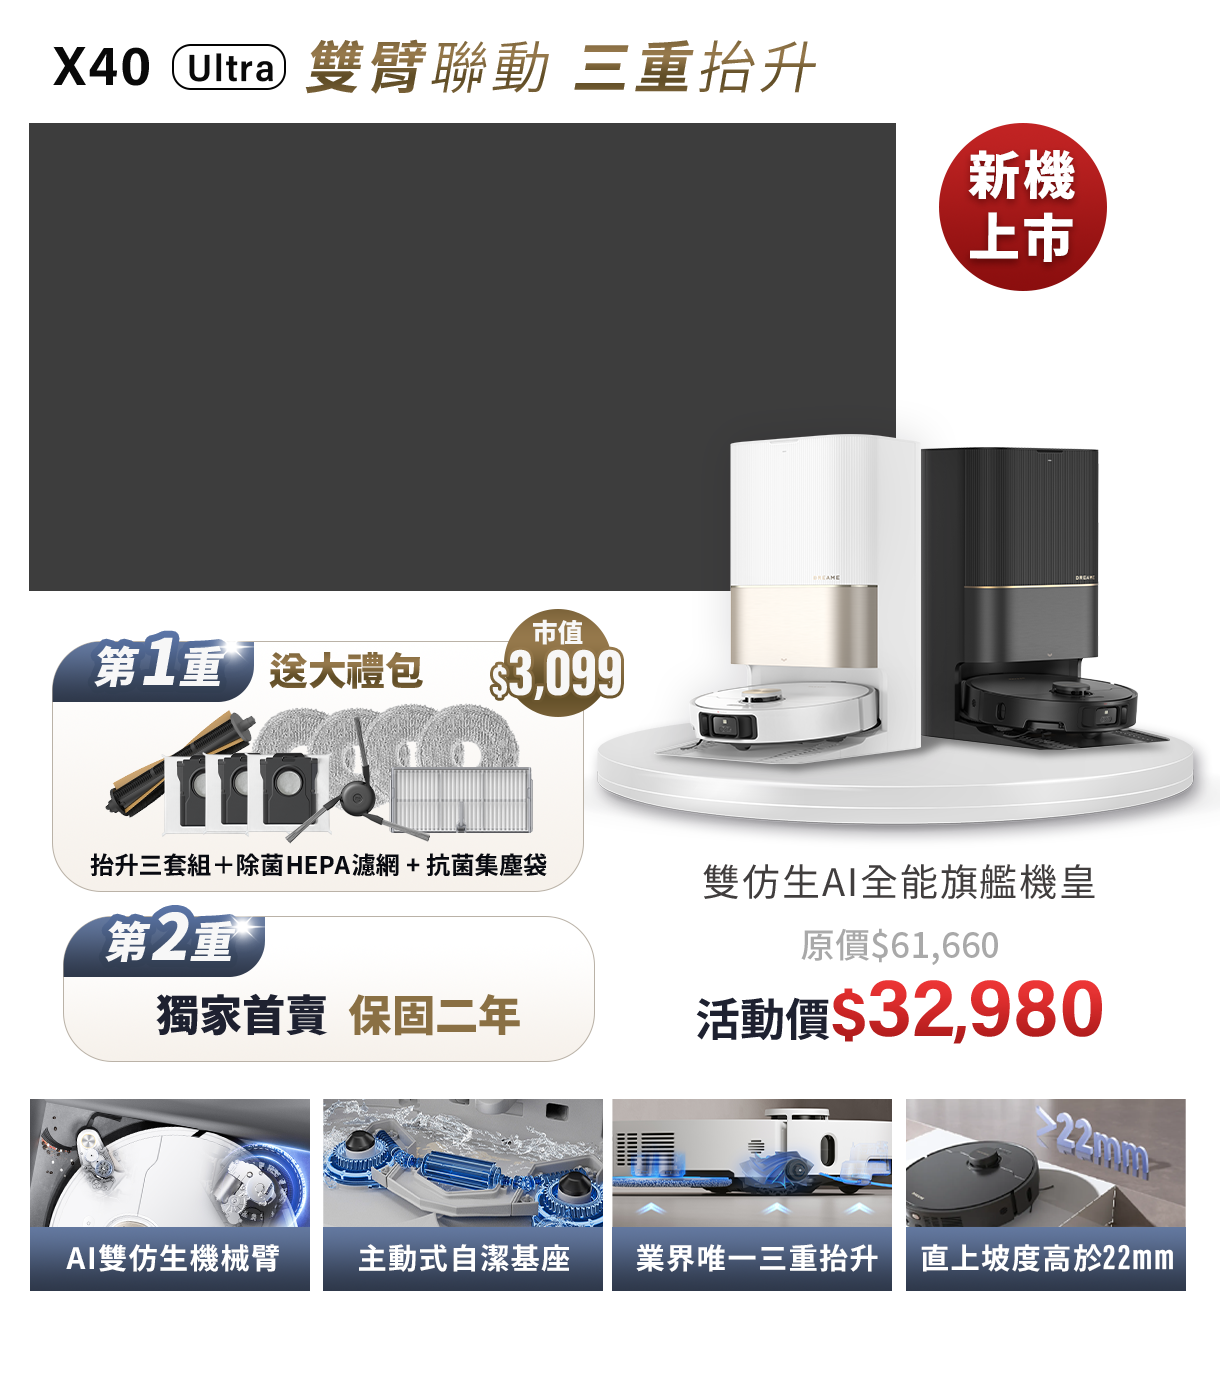 X40 Ultra 雙臂聯動 三重抬升
新機
上市
DREAME
DREAME
第1重 送大禮包
市值
$3,099
抬升三套組＋除菌HEPA濾網 + 抗菌集塵袋
雙仿生AI全能旗艦機皇
第2重
獨家首賣 保固二年
原價$61,660
活動價$32,980
>22mm
AI雙仿生機械臂
主動式自潔基座
業界唯一三重抬升
直上坡度高於22mm